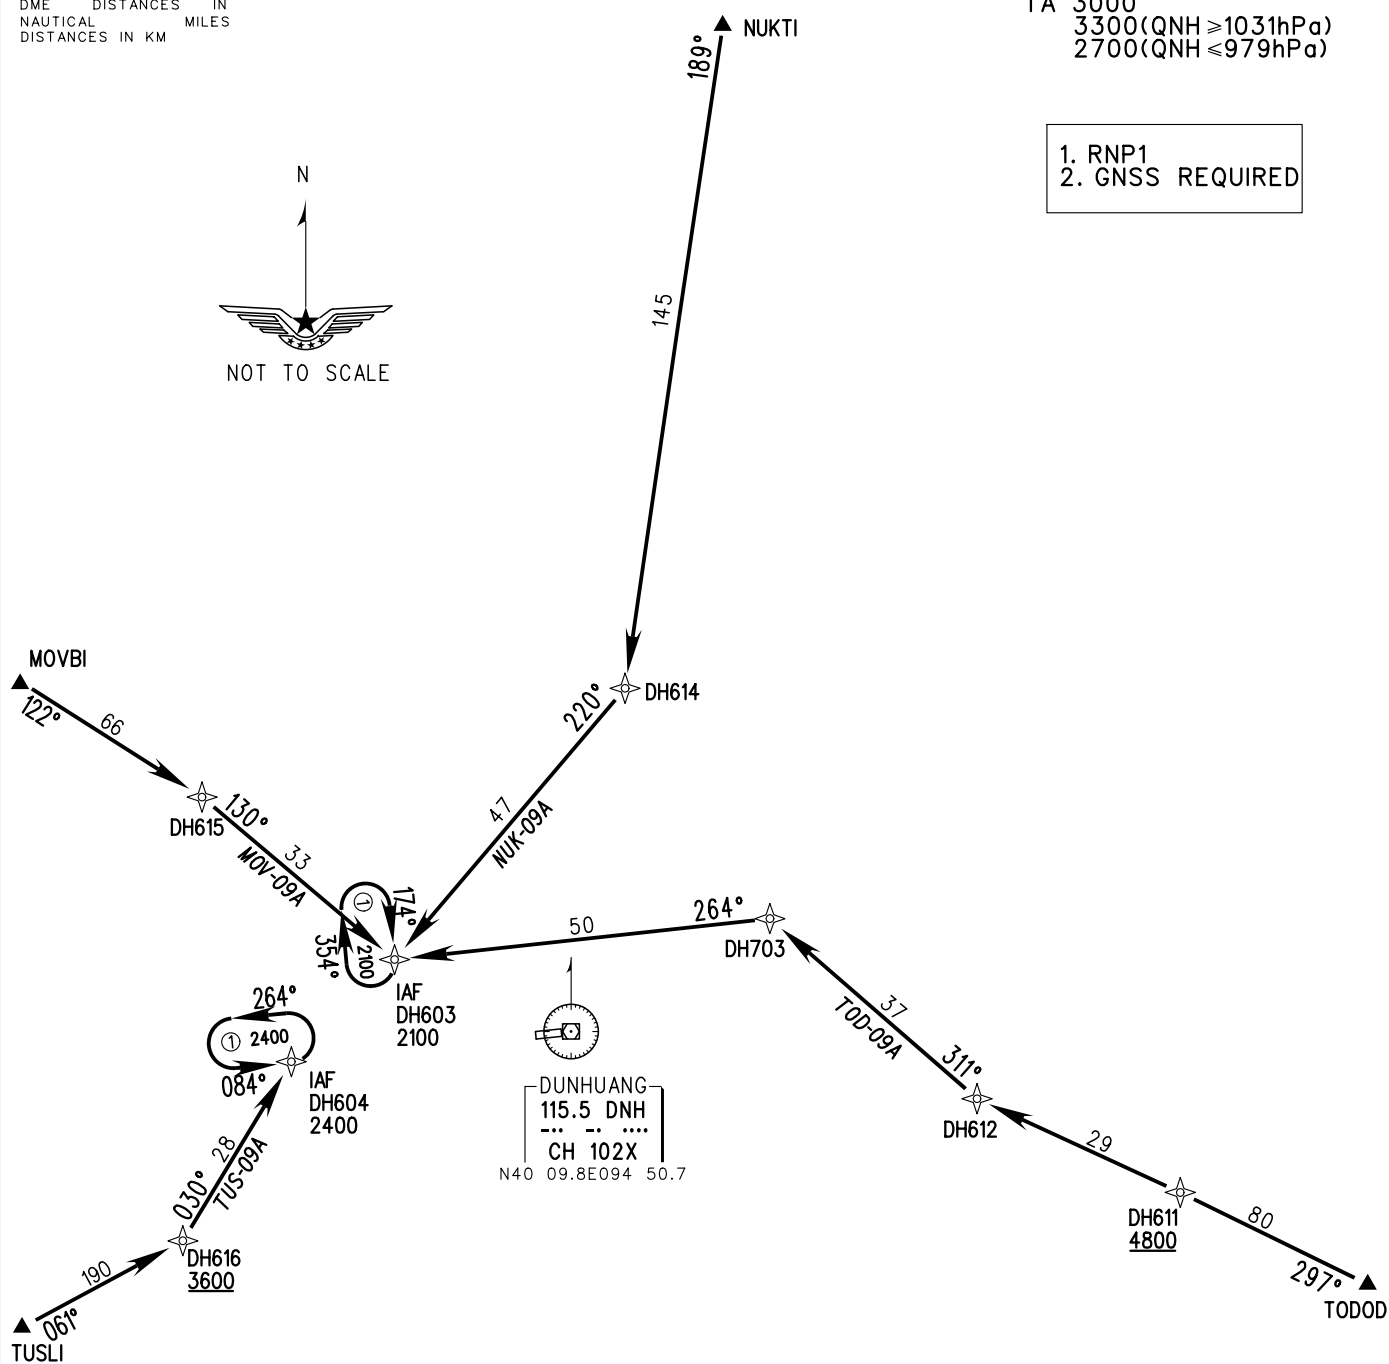 DME DISTANCES IN
NAUTICAL MILES
DISTANCES IN KM
TA 3000
3300(QNH ≥1031hPa)
2700(QNH ≤979hPa)
NUKTI
189°
1. RNP1
2. GNSS REQUIRED
N
NOT TO SCALE
145
MOVBI
122°
66
DH614
220°
47
NUK-09A
DH615
130°
33
MOV-09A
①
174°
354°
2100
IAF
DH603
2100
50
264°
DH703
37
TOD-09A
311°
DH612
29
DH611
4800
80
297°
TODOD
264°
① 2400
084°
IAF
DH604
2400
DUNHUANG
115.5 DNH
-·· -· ····
CH 102X
N40 09.8E094 50.7
28
TUS-09A
030°
DH616
3600
190
061°
TUSLI